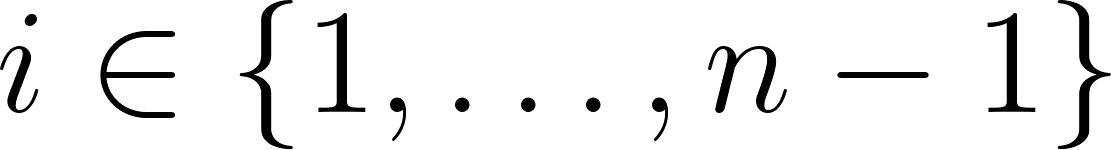 i ∈ {1, . . . , n − 1}